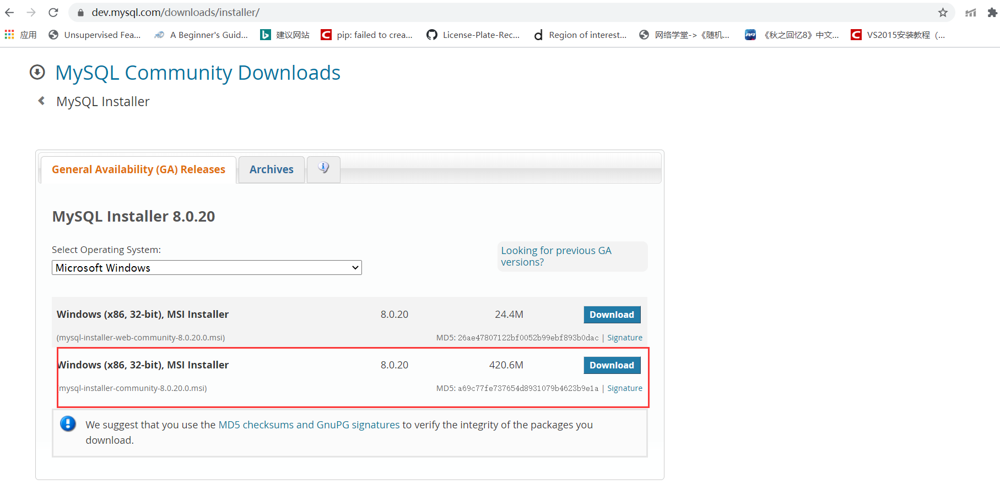 dev.mysql.com/downloads/installer/
应用 Unsupervised Fea... A Beginner's Guid... 建议网站 pip: failed to crea... License-Plate-Rec... Region of interest... 网络学堂->《随机... 《秋之回忆8》中文... VS2015安装教程（...
MySQL Community Downloads
MySQL Installer
General Availability (GA) Releases Archives
MySQL Installer 8.0.20
Select Operating System:
Looking for previous GA versions?
Microsoft Windows
Windows (x86, 32-bit), MSI Installer 8.0.20 24.4M Download
(mysql-installer-web-community-8.0.20.0.msi) MD5: 26ae47807122bf0052b99ebf893b0dac | Signature
Windows (x86, 32-bit), MSI Installer 8.0.20 420.6M Download
mysql-installer-community-8.0.20.0.msi) MD5: a69c77fe737654d8931079b4623b9e1a | Signature
We suggest that you use the MD5 checksums and GnuPG signatures to verify the integrity of the packages you
download.